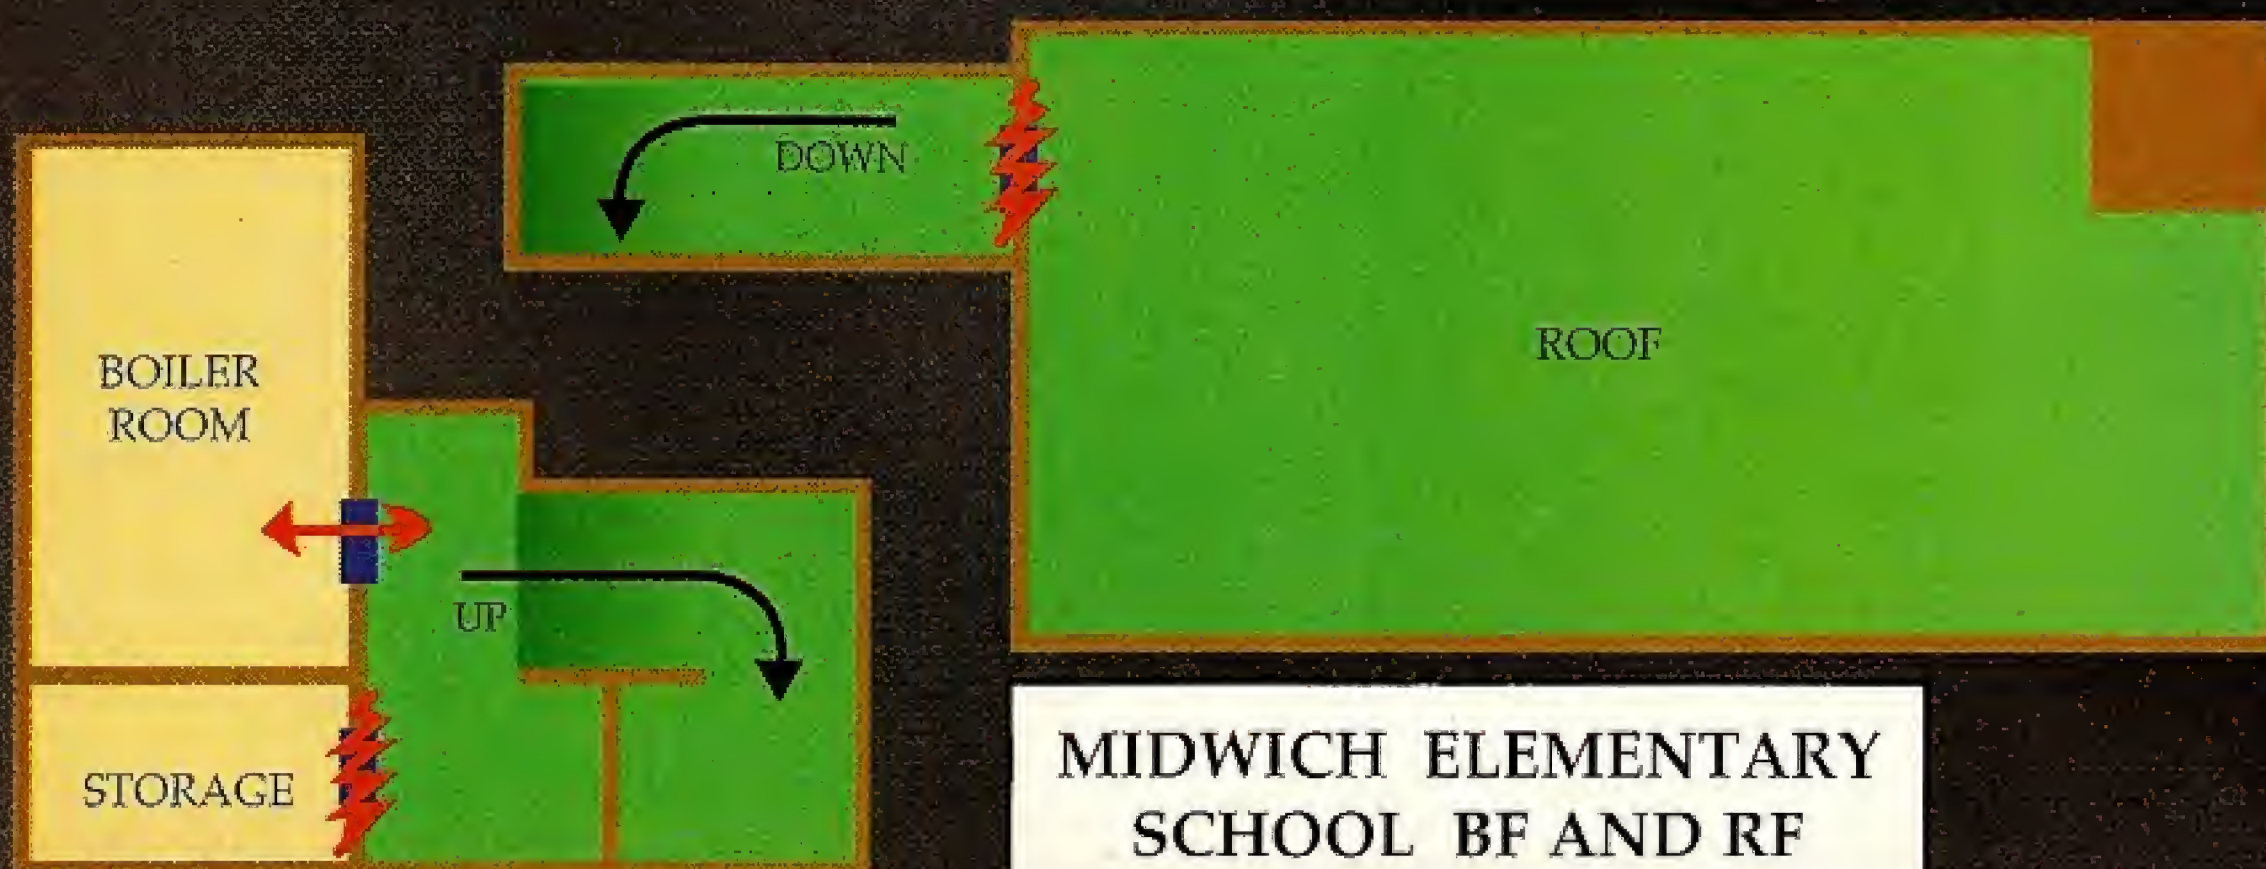 DOWN
ROOF
BOILER
ROOM
UP
STORAGE
MIDWICH ELEMENTARY
SCHOOL BF AND RF